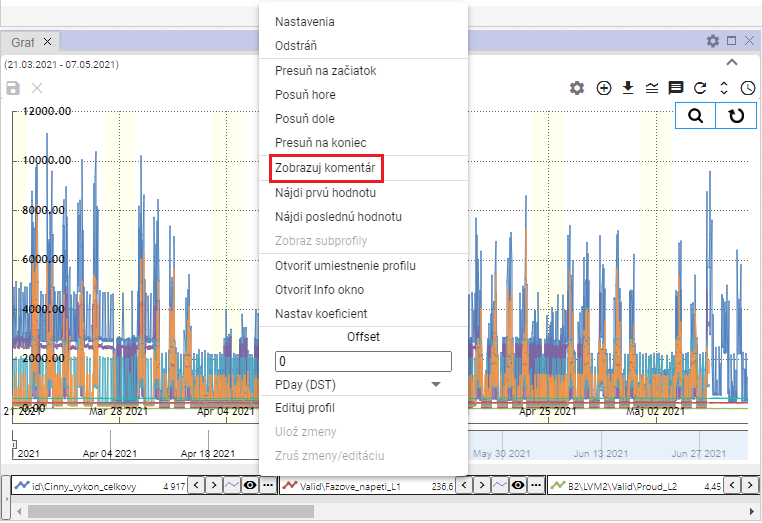 Graf
(21.03.2021 - 07.05.2021)
Nastavenia
Odstráň
Presuň na začiatok
Posuň hore
Posuň dole
Presuň na koniec
Zobrazuj komentár
Nájdi prvú hodnotu
Nájdi poslednú hodnotu
Zobraz subprofily
Otvoriť umiestnenie profilu
Otvoriť Info okno
Nastav koeficient
Offset
0
PDay (DST)
Edituj profil
Ulož zmeny
Zruš zmeny/editáciu
12000.00
10000.00
8000.00
6000.00
4000.00
2000.00
0.00
2021 Mar 28 2021 Apr 04 Apr 25 2021 Máj 02 2021
2021 Apr 04 2021 Apr 18 2021 May 30 2021 Jun 13 2021 Jun 27 2021
id\Cinny_vykon_celkovy 4 917 Valid\Fazove_napeti_L1 236,6 B2\LVM2\Valid\Proud_L2 4.45